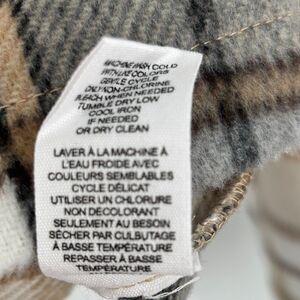 MACHINE WASH COLD
WITH LIKE COLORS
GENTLE CYCLE
ONLY NON-CHLORINE
BLEACH WHEN NEEDED
TUMBLE DRY LOW
COOL IRON
IF NEEDED
OR DRY CLEAN
LAVER À LA MACHINE À
L'EAU FROIDE AVEC
COULEURS SEMBLABLES
CYCLE DÉLICAT
UTILISER UN CHLORURE
NON DECOLORANT
SEULEMENT AU BESOIN
SÉCHER PAR CULBUTAGE
À BASSE TEMPÉRATURE
REPASSER À BASSE
TEMPÉRATURE